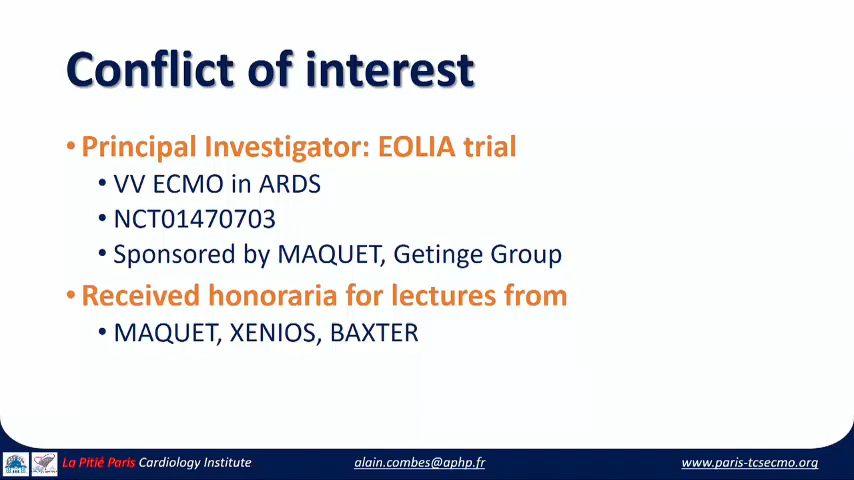 Conflict of interest
• Principal Investigator: EOLIA trial
• VV ECMO in ARDS
• NCT01470703
• Sponsored by MAQUET, Getinge Group
• Received honoraria for lectures from
• MAQUET, XENIOS, BAXTER
La Pitié Paris Cardiology Institute
alain.combes@aphp.fr
www.paris-tcsecmo.org